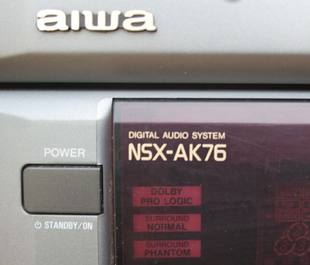 aiwa
DIGITAL AUDIO SYSTEM
NSX-AK76
POWER
DOLBY
PRO LOGIC
SURROUND
NORMAL
STANDBY/ON
SURROUND
PHANTOM